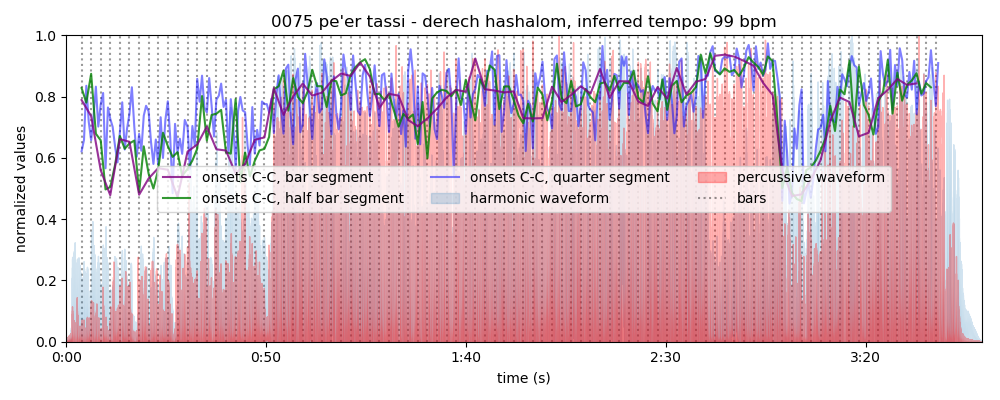 0075 pe'er tassi - derech hashalom, inferred tempo: 99 bpm
1.0
0.8
0.6
0.4
0.2
0.0
normalized values
onsets C-C, bar segment
onsets C-C, half bar segment
onsets C-C, quarter segment
harmonic waveform
percussive waveform
bars
0:00
0:50
1:40
2:30
3:20
time (s)